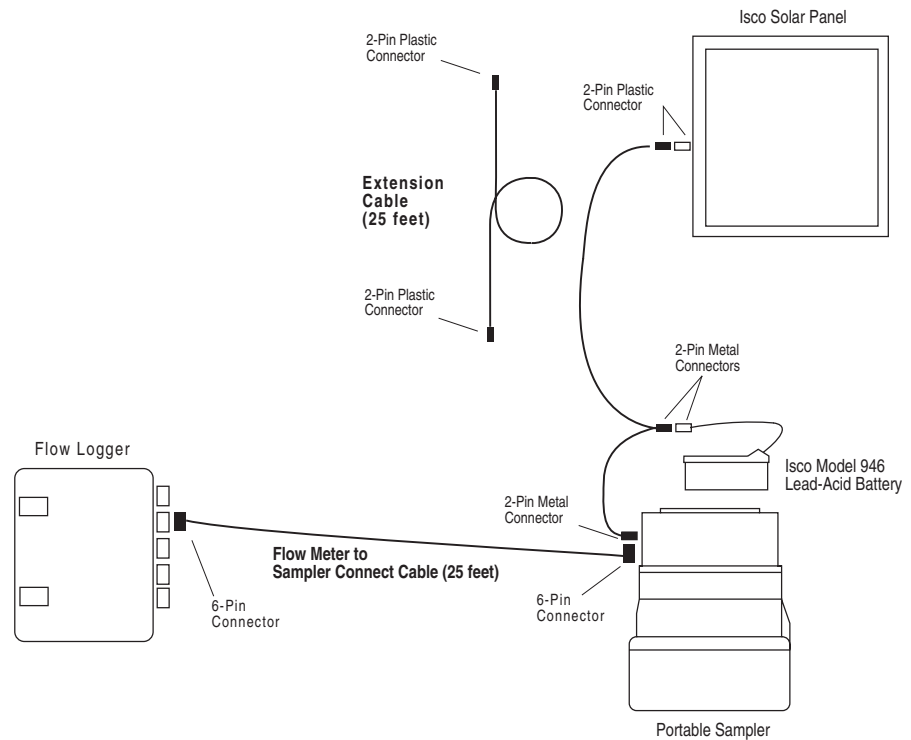 Isco Solar Panel
2-Pin Plastic
Connector
2-Pin Plastic
Connector
Extension
Cable
(25 feet)
2-Pin Plastic
Connector
2-Pin Metal
Connectors
Flow Logger
Isco Model 946
Lead-Acid Battery
2-Pin Metal
Connector
Flow Meter to
Sampler Connect Cable (25 feet)
6-Pin
Connector
6-Pin
Connector
Portable Sampler